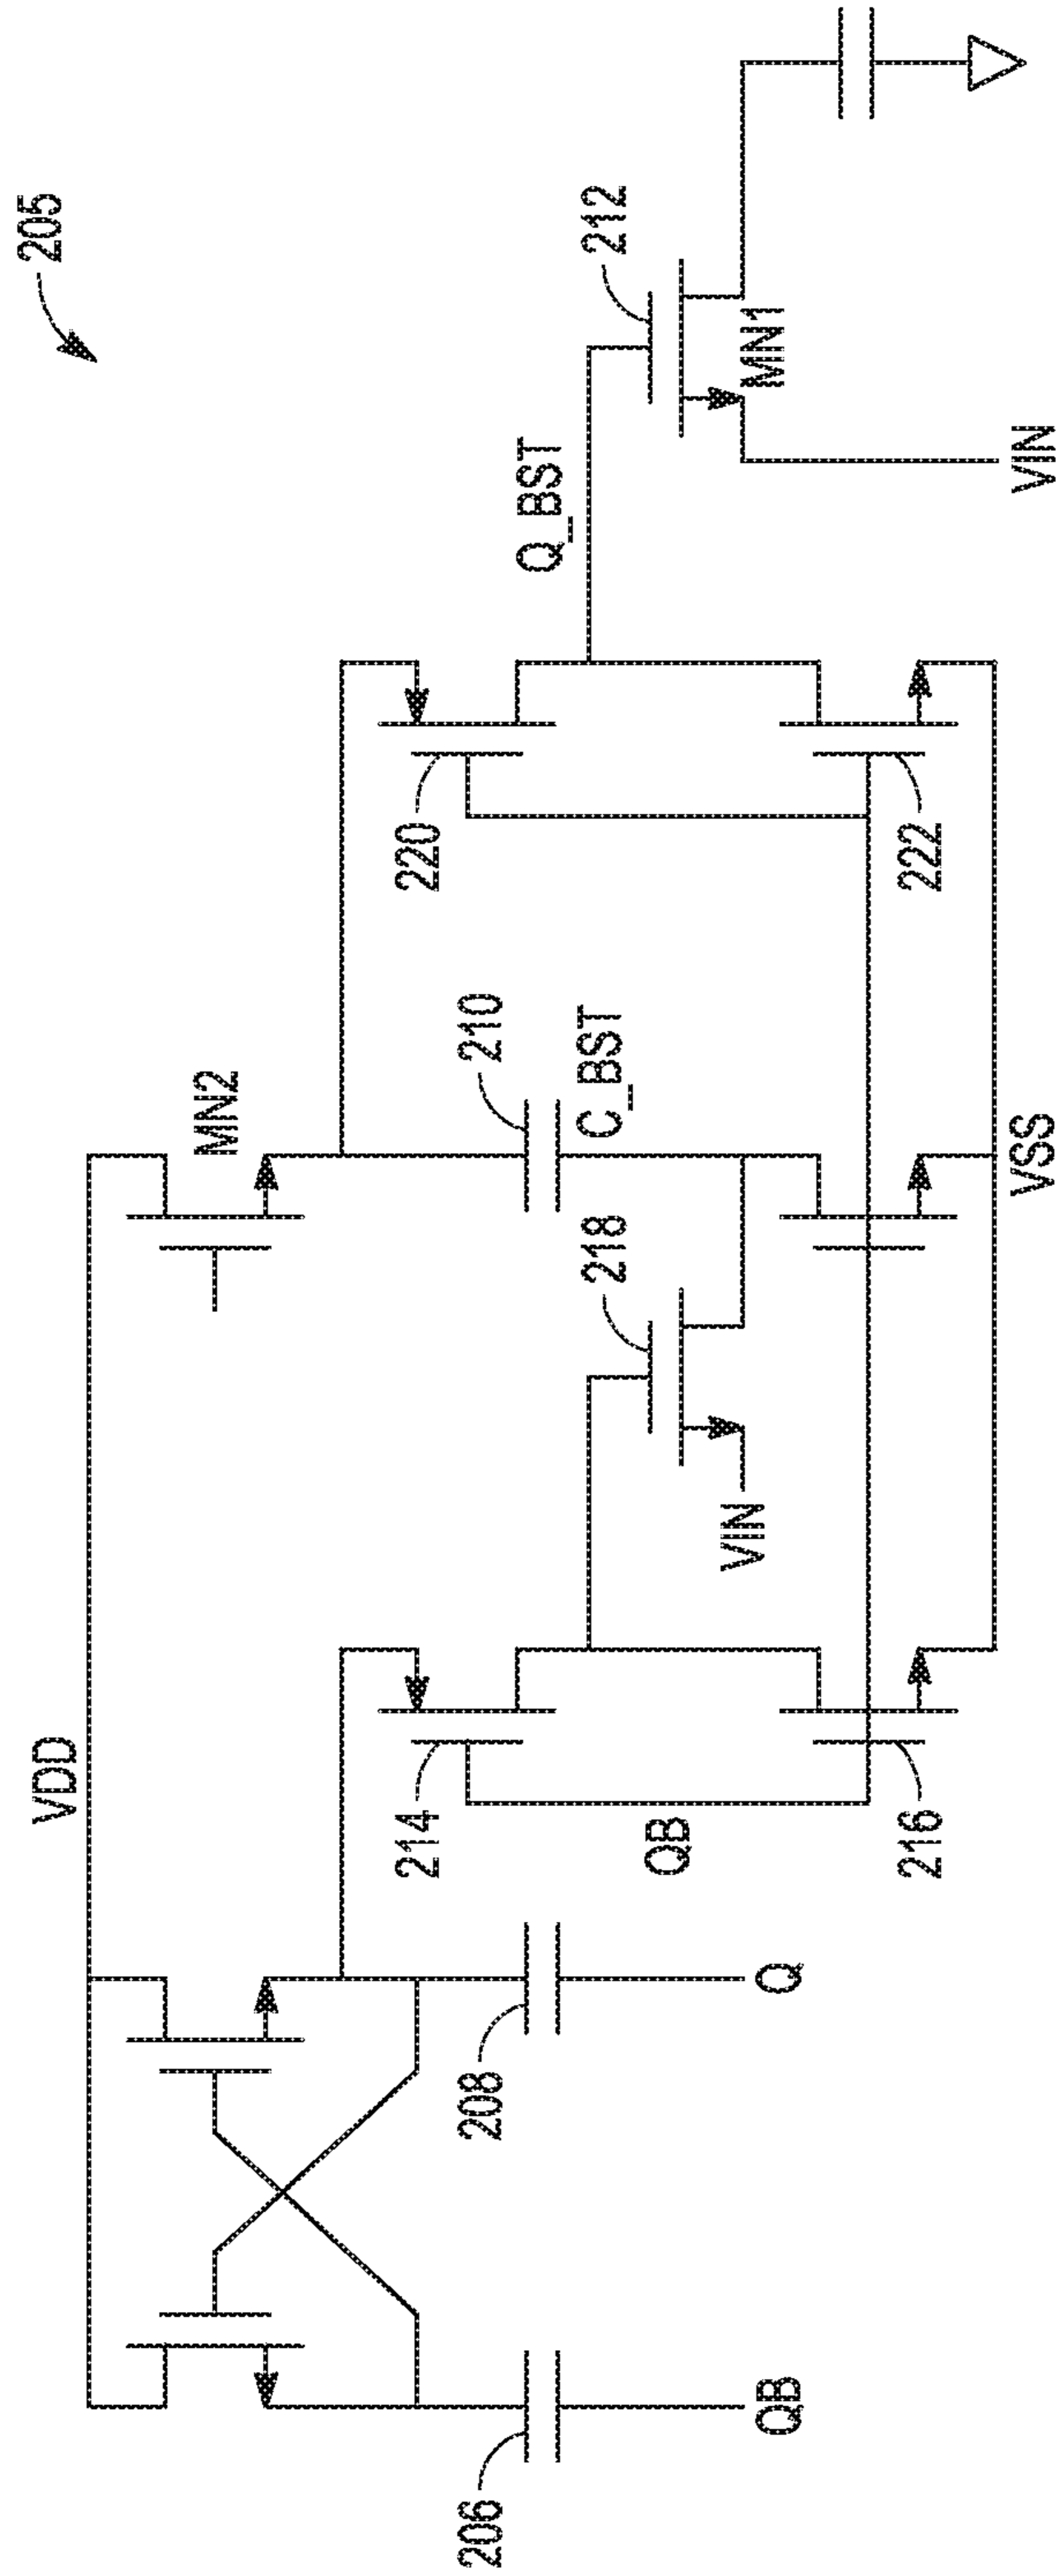 205
VDD
MN2
Q_BST
212
MN1
VIN
206
QB
208
Q
214
QB
216
VIN
218
210
C_BST
220
222
VSS